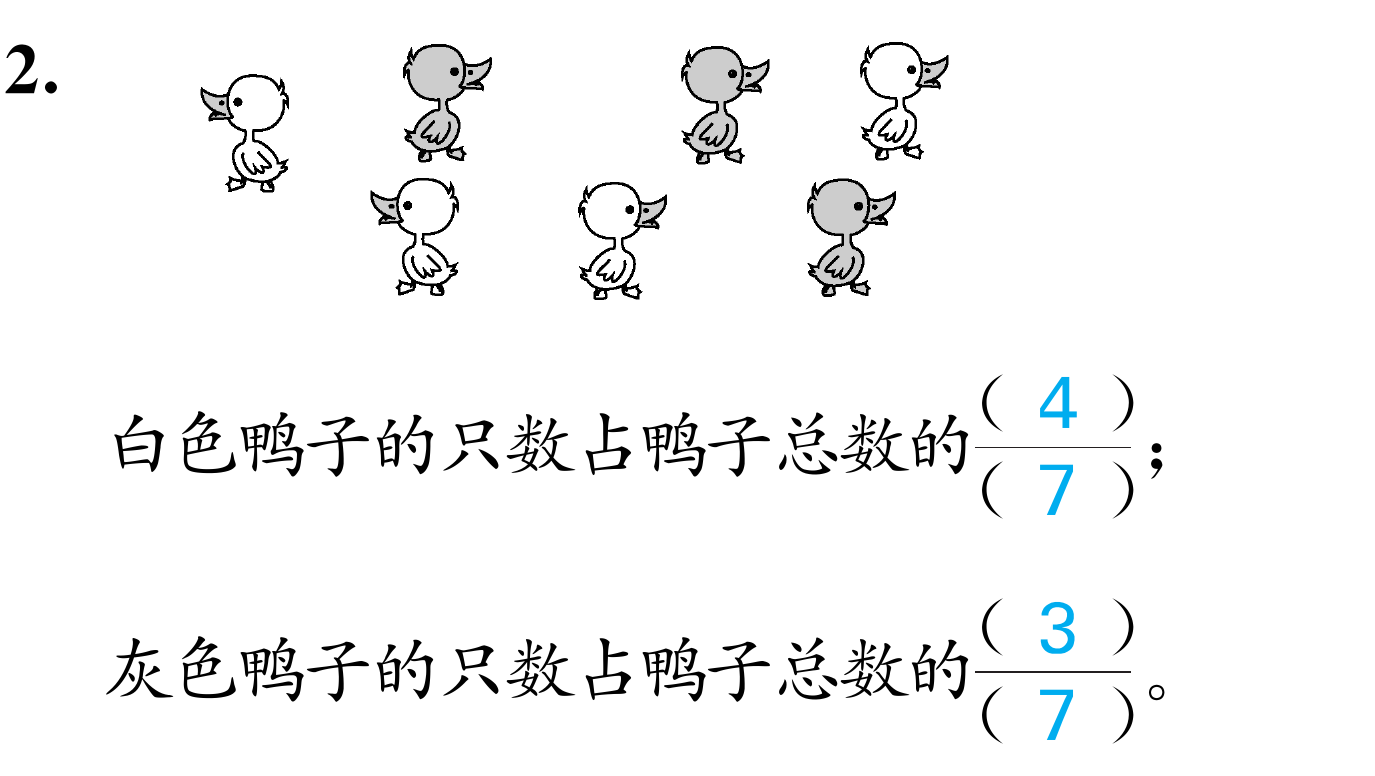 2.
白色鸭子的只数占鸭子总数的( 4 )/( 7 );
灰色鸭子的只数占鸭子总数的( 3 )/( 7 )。